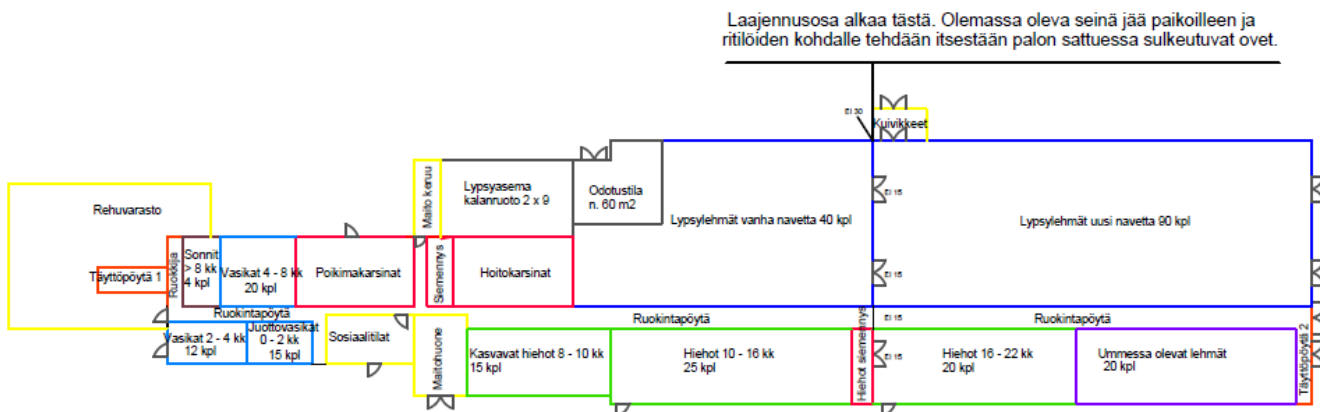 Laajennusosa alkaa tästä. Olemassa oleva seinä jää paikoilleen ja
ritilöiden kohdalle tehdään itsestään palon sattuessa sulkeutuvat ovet.
EI 30
Kuivikkeet
Rehuvarasto
Maito keruu
Lypsyasema
kalanruoto 2 x 9
Odotustila
n. 60 m2
Lypsylehmät vanha navetta 40 kpl
EI 15
Lypsylehmät uusi navetta 90 kpl
Täyttöpöytä 1
Ruokkija
Sonnit
> 8 kk
4 kpl
Vasikat 4 - 8 kk
20 kpl
Poikimakarsinat
Siemennys
Hoitokarsinat
EI 15
Ruokintapöytä
Ruokintapöytä
EI 15
Ruokintapöytä
Vasikat 2 - 4 kk
12 kpl
Juottovasikat
0 - 2 kk
15 kpl
Sosiaalitilat
Maitohuone
Kasvavat hiehot 8 - 10 kk
15 kpl
Hiehot 10 - 16 kk
25 kpl
Hiehot siemennys
EI 15
Hiehot 16 - 22 kk
20 kpl
Ummessa olevat lehmät
20 kpl
Täyttöpöytä 2